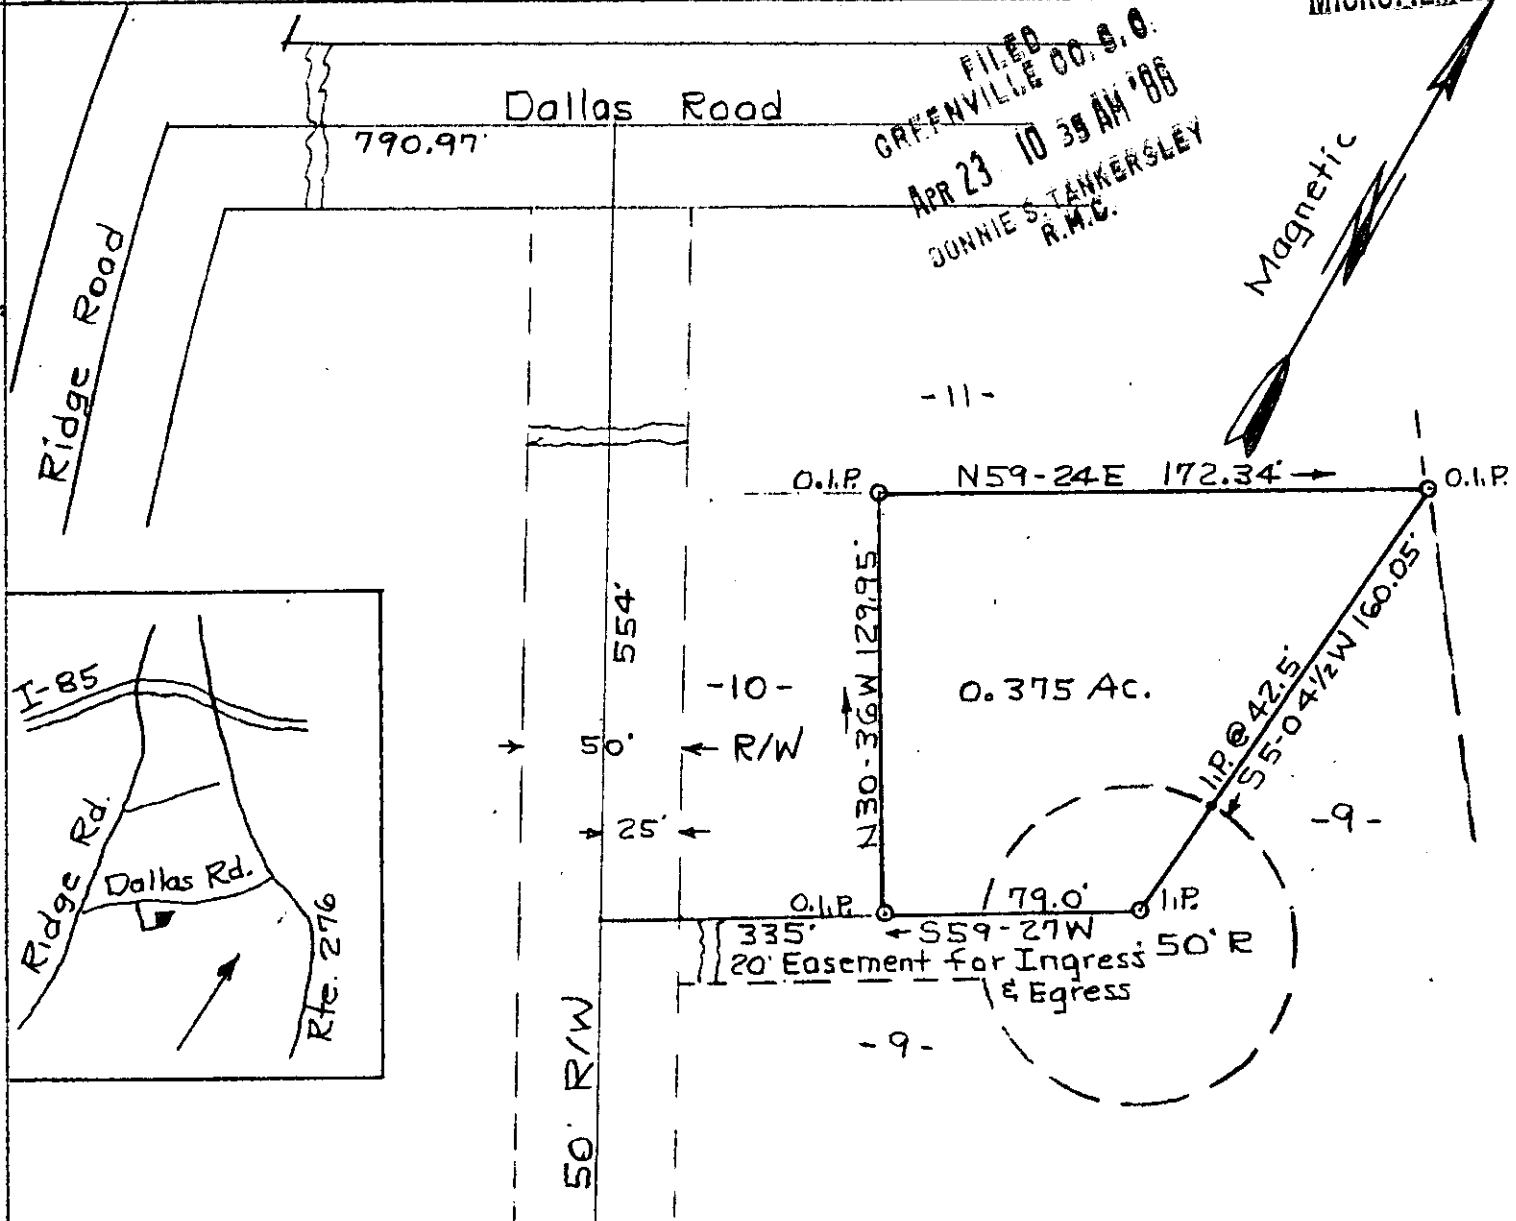 FILED
GREENVILLE CO. S. C.
APR 23 10 35 AM '86
DONNIE S. TANKERSLEY
R.M.C.
Dallas Road
790.97'
Ridge Road
Magnetic
-11-
O.I.P.
N59-24E 172.34'
O.I.P.
554'
N30-36W 129.95'
-10-
0.375 Ac.
I.P. @ 42.5'
S5-04½W 160.05'
50'
R/W
25'
-9-
O.I.P.
79.0'
I.P.
335'
S59-27W
50' R
20' Easement for Ingress
& Egress
-9-
50' R/W
I-85
Ridge Rd.
Dallas Rd.
Rte. 276